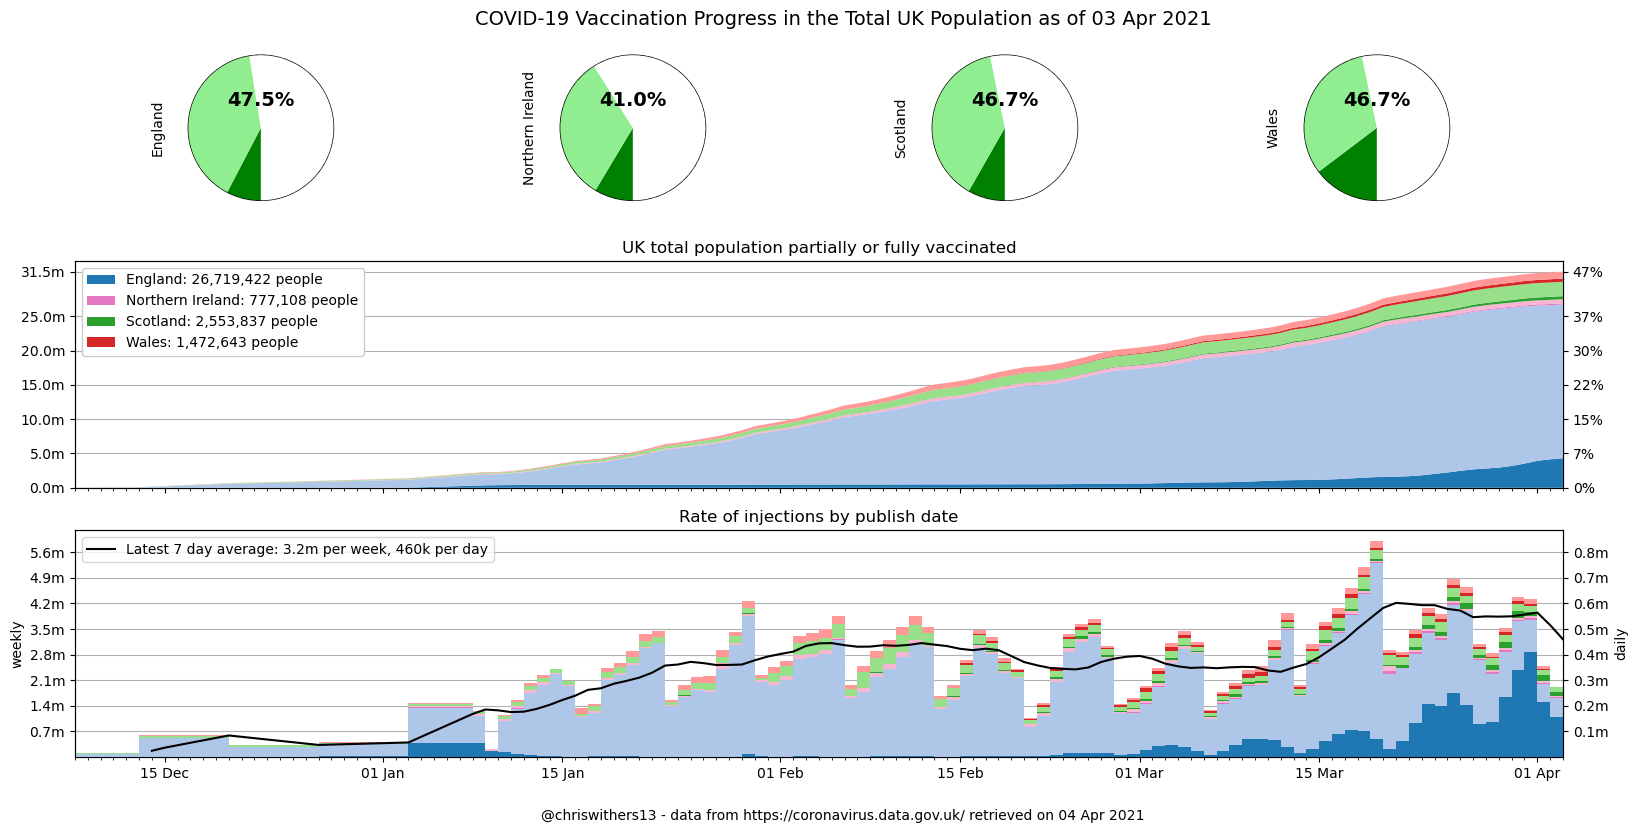 COVID-19 Vaccination Progress in the Total UK Population as of 03 Apr 2021
England
47.5%
Northern Ireland
41.0%
Scotland
46.7%
Wales
46.7%
UK total population partially or fully vaccinated
31.5m
25.0m
20.0m
15.0m
10.0m
5.0m
0.0m
England: 26,719,422 people
Northern Ireland: 777,108 people
Scotland: 2,553,837 people
Wales: 1,472,643 people
47%
37%
30%
22%
15%
7%
0%
Rate of injections by publish date
weekly
5.6m
4.9m
4.2m
3.5m
2.8m
2.1m
1.4m
0.7m
Latest 7 day average: 3.2m per week, 460k per day
0.8m
0.7m
0.6m
0.5m
0.4m
0.3m
0.2m
0.1m
daily
15 Dec
01 Jan
15 Jan
01 Feb
15 Feb
01 Mar
15 Mar
01 Apr
@chriswithers13 - data from https://coronavirus.data.gov.uk/ retrieved on 04 Apr 2021